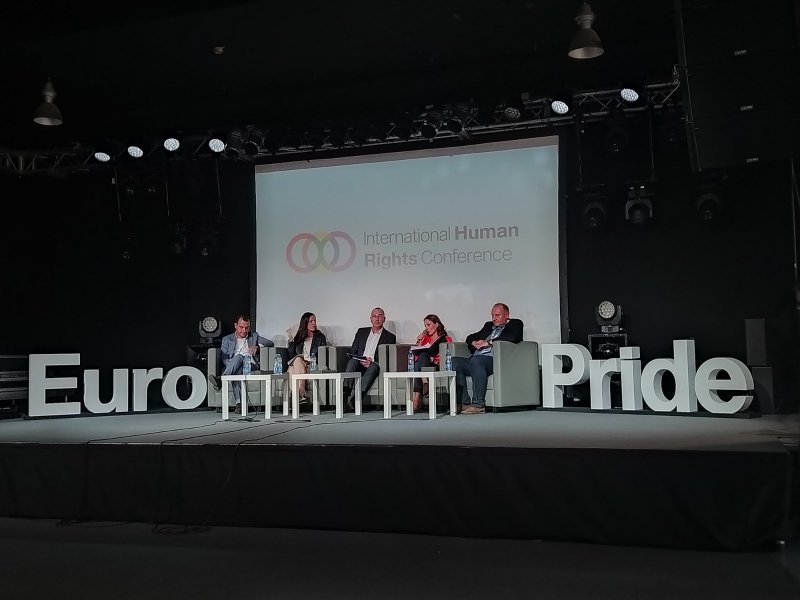 International Human
Rights Conference
Euro
Pride